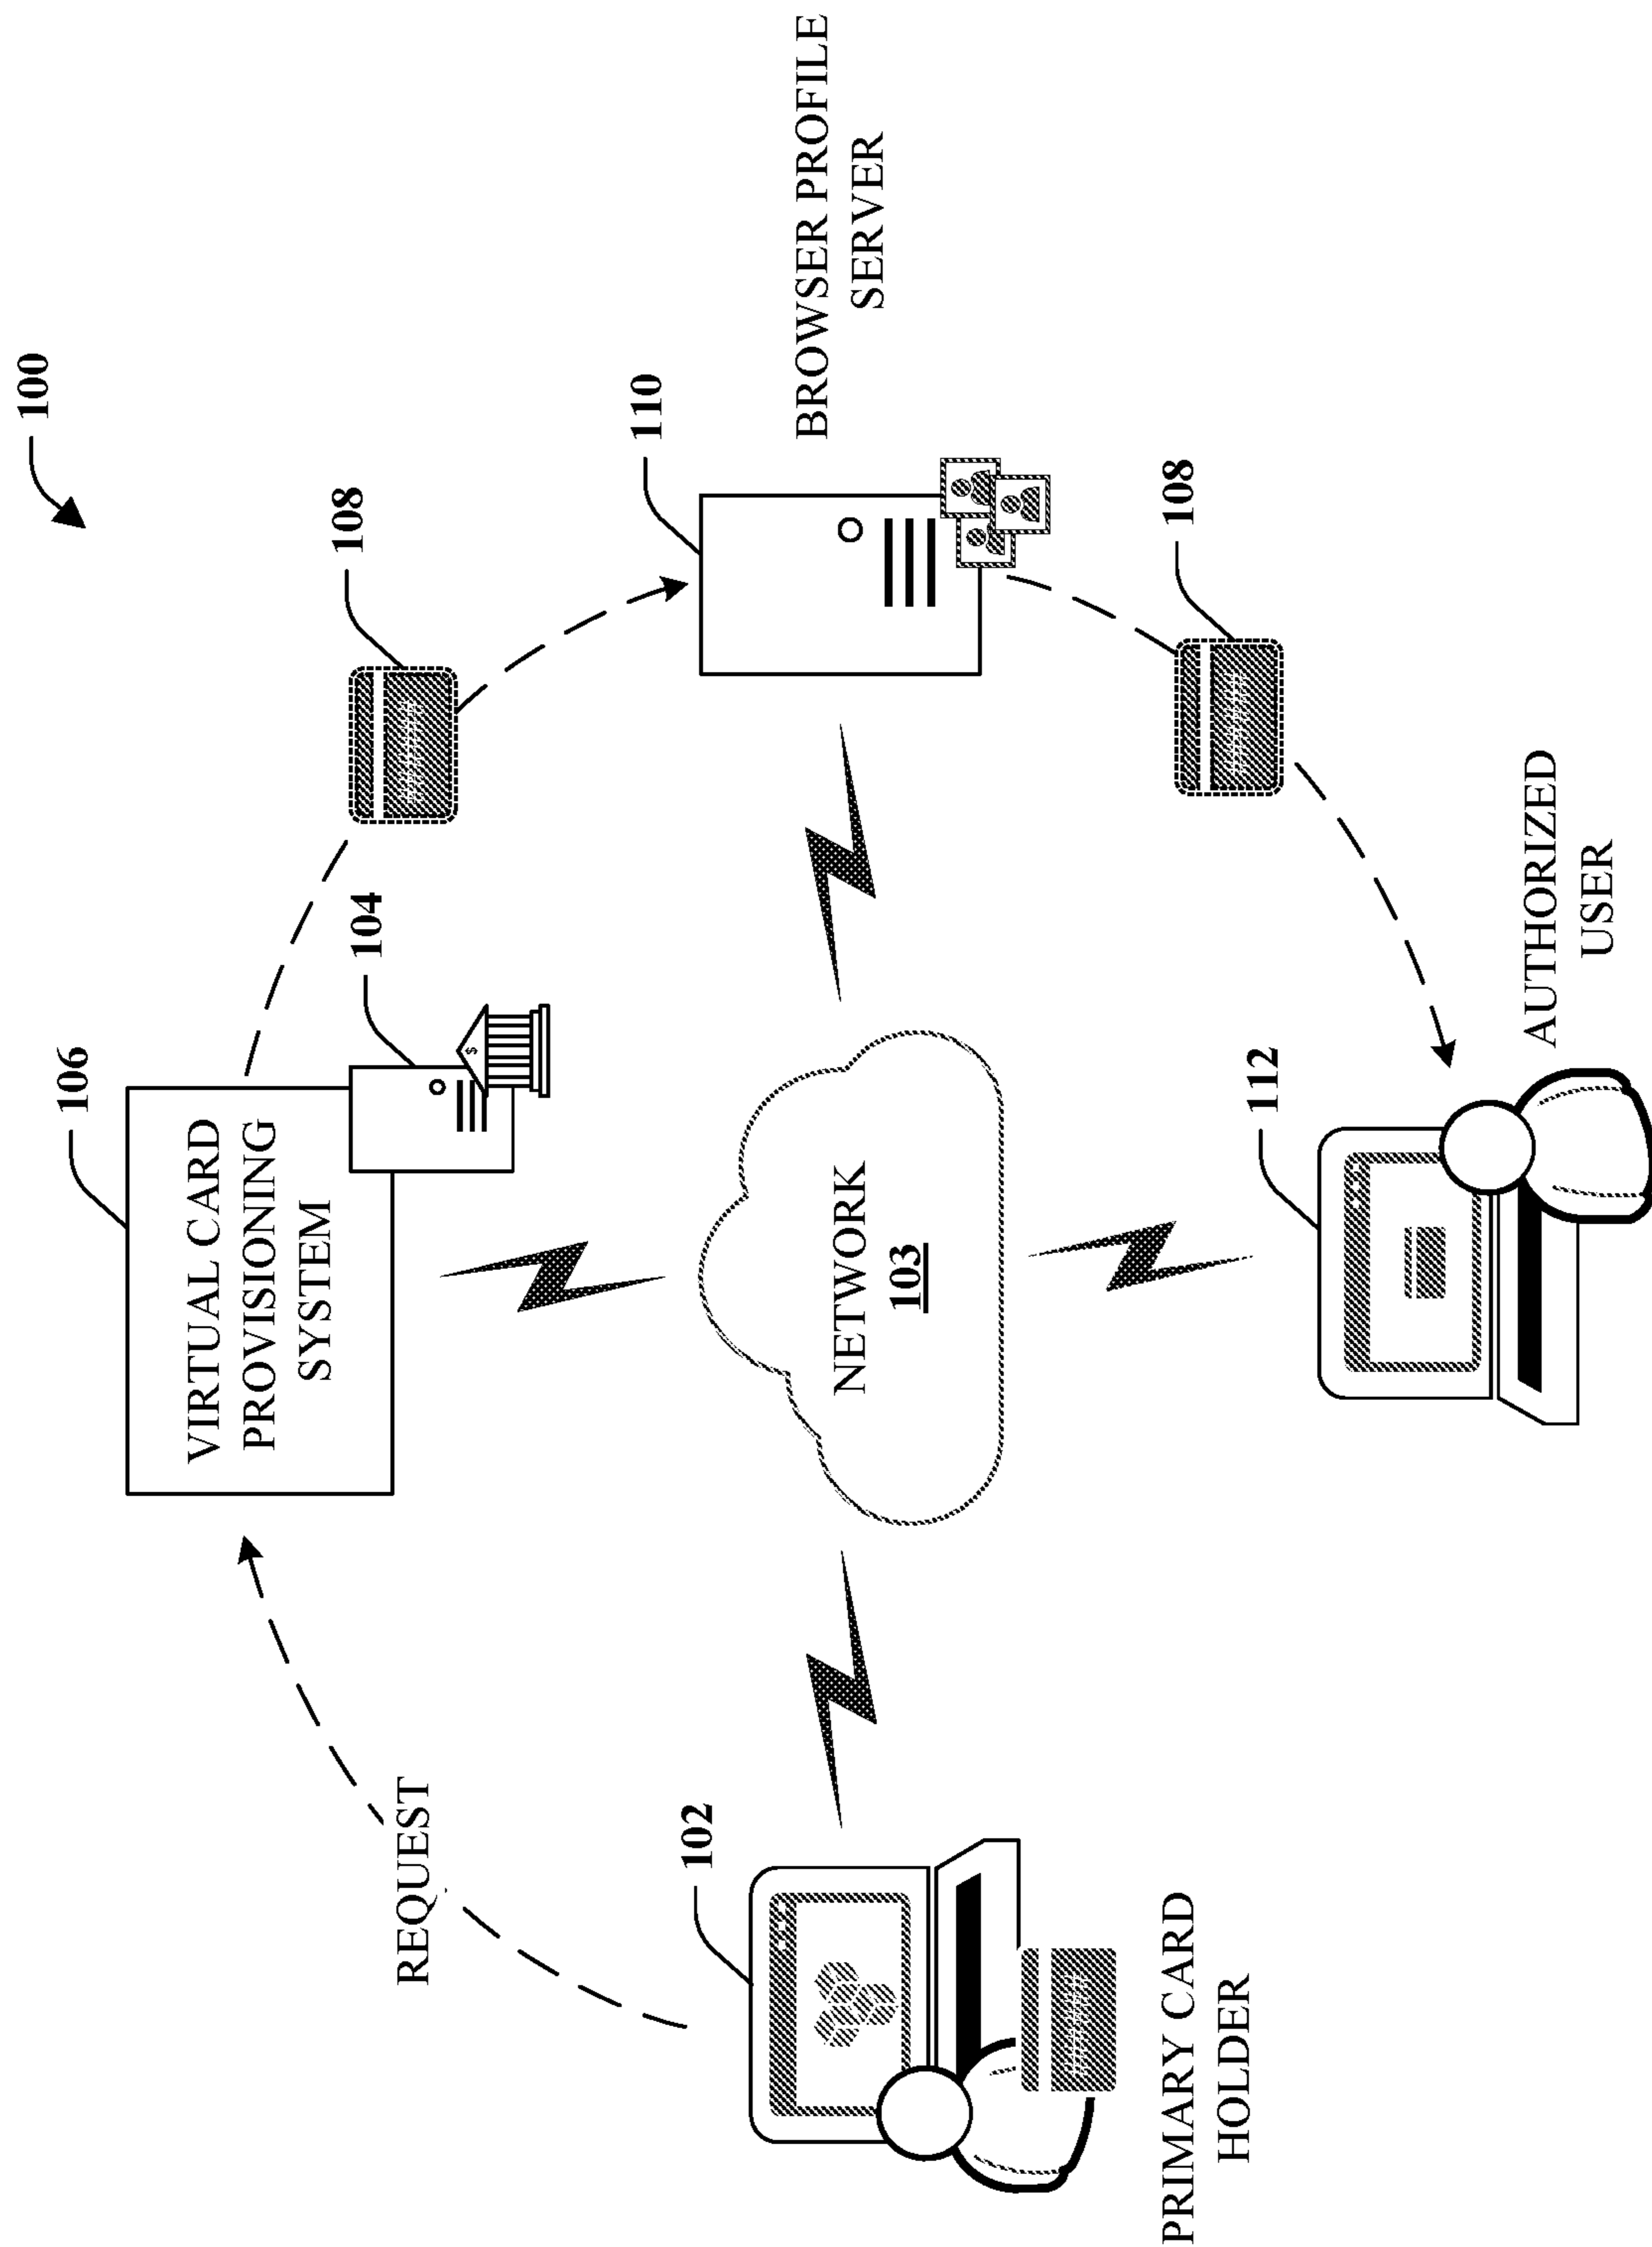 100
106
VIRTUAL CARD
PROVISIONING
SYSTEM
104
108
REQUEST
102
PRIMARY CARD
HOLDER
NETWORK
103
110
BROWSER PROFILE
SERVER
108
112
AUTHORIZED
USER
$